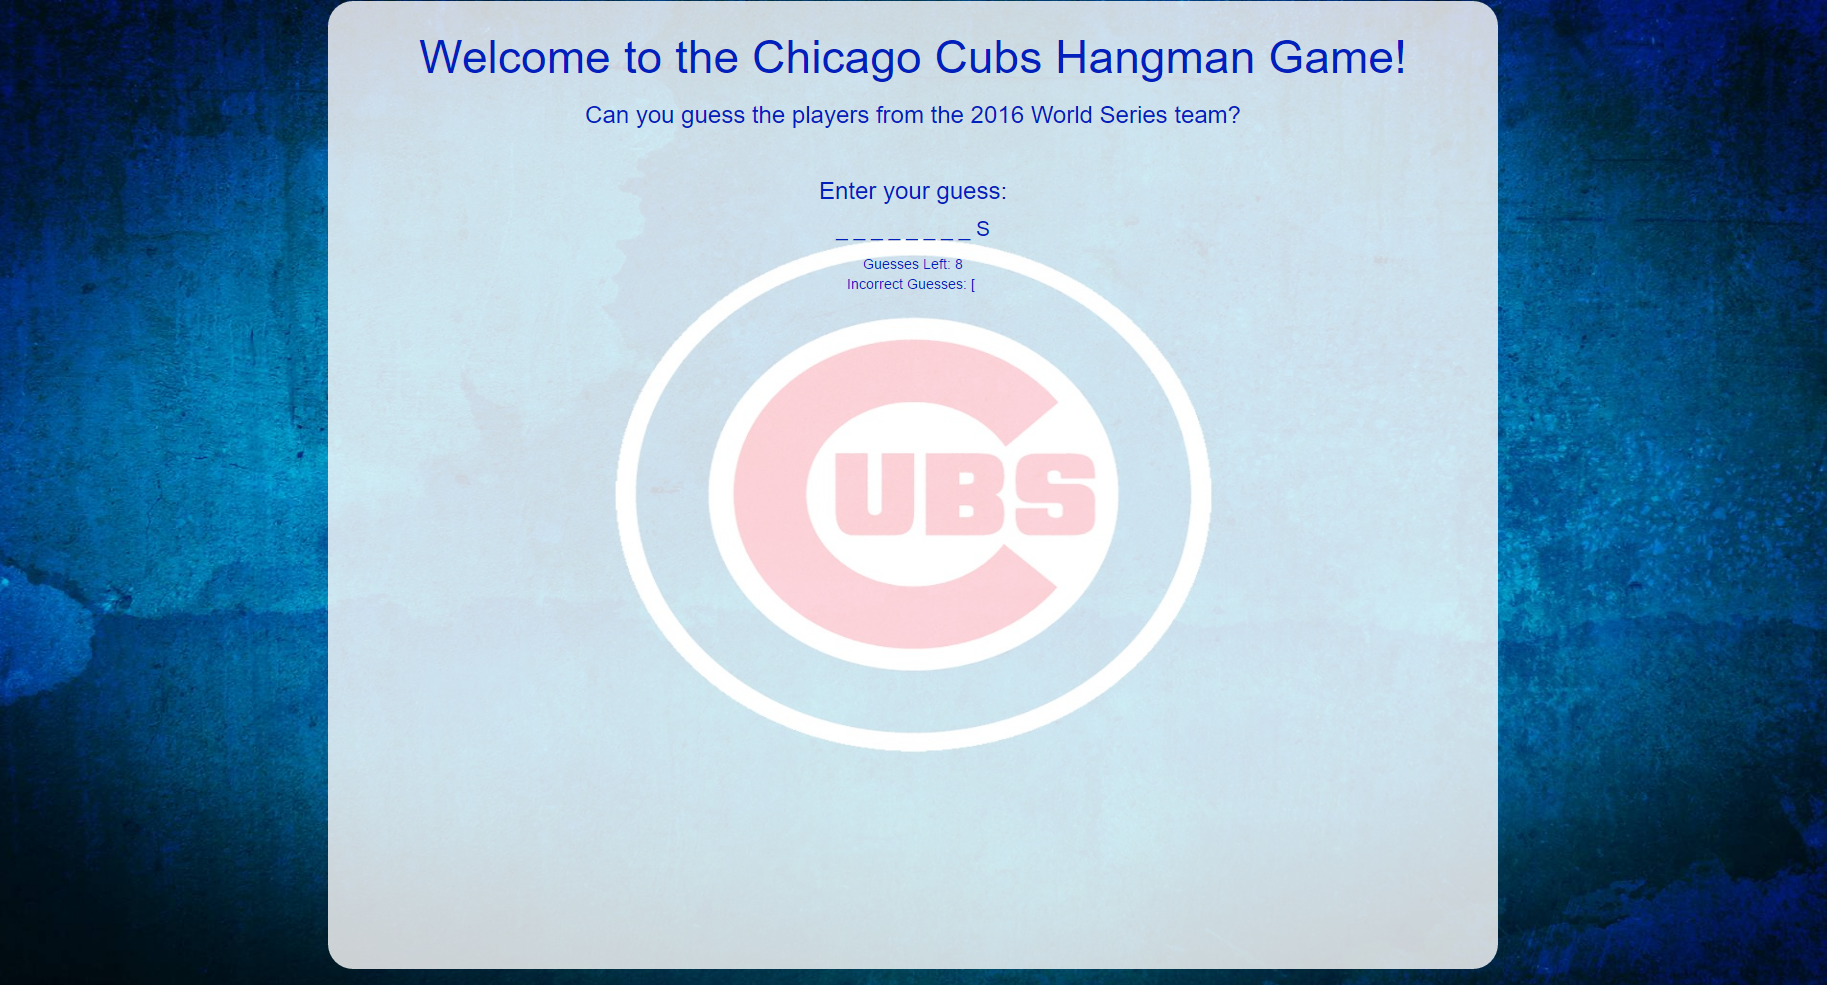 Welcome to the Chicago Cubs Hangman Game!
Can you guess the players from the 2016 World Series team?
Enter your guess:
_ _ _ _ _ _ _ _ S
Guesses Left: 8
Incorrect Guesses: [
CUBS